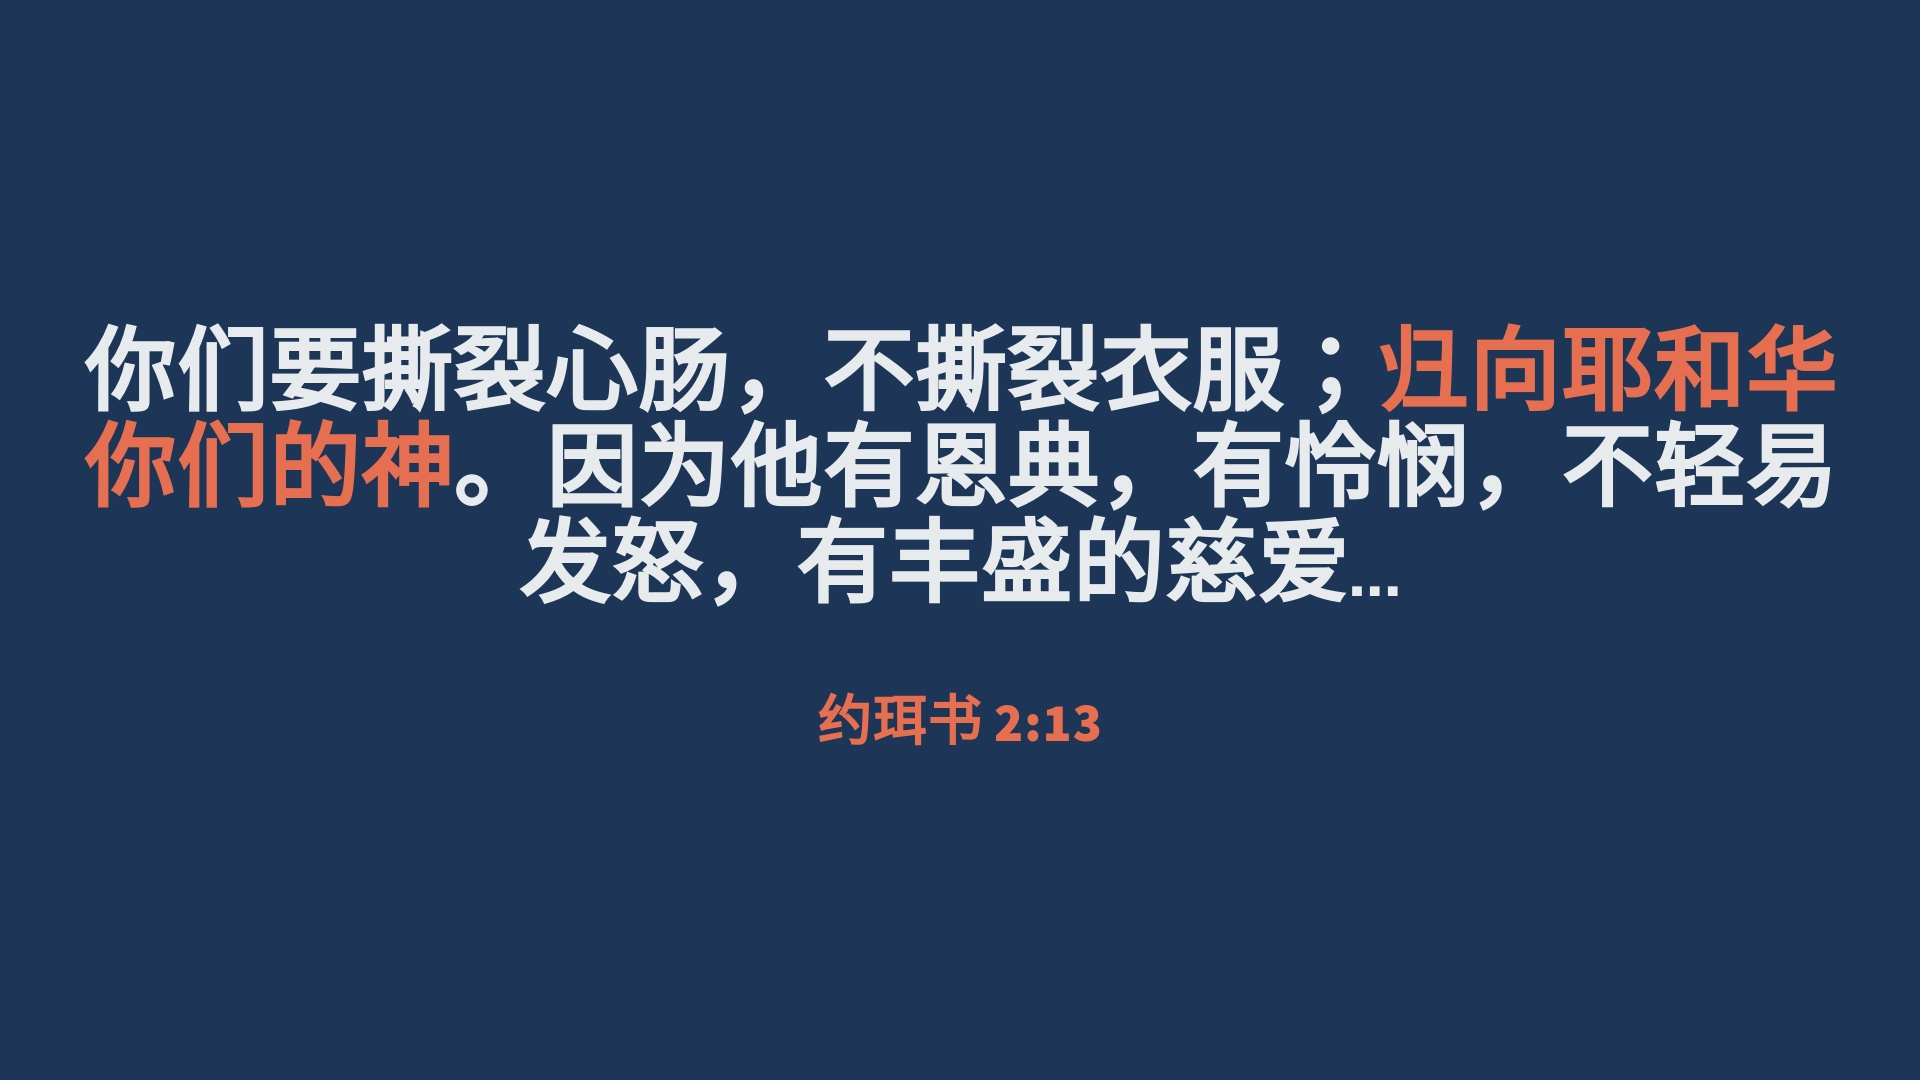 你们要撕裂心肠，不撕裂衣服；归向耶和华
你们的神。因为他有恩典，有怜悯，不轻易
发怒，有丰盛的慈爱...
约珥书 2:13